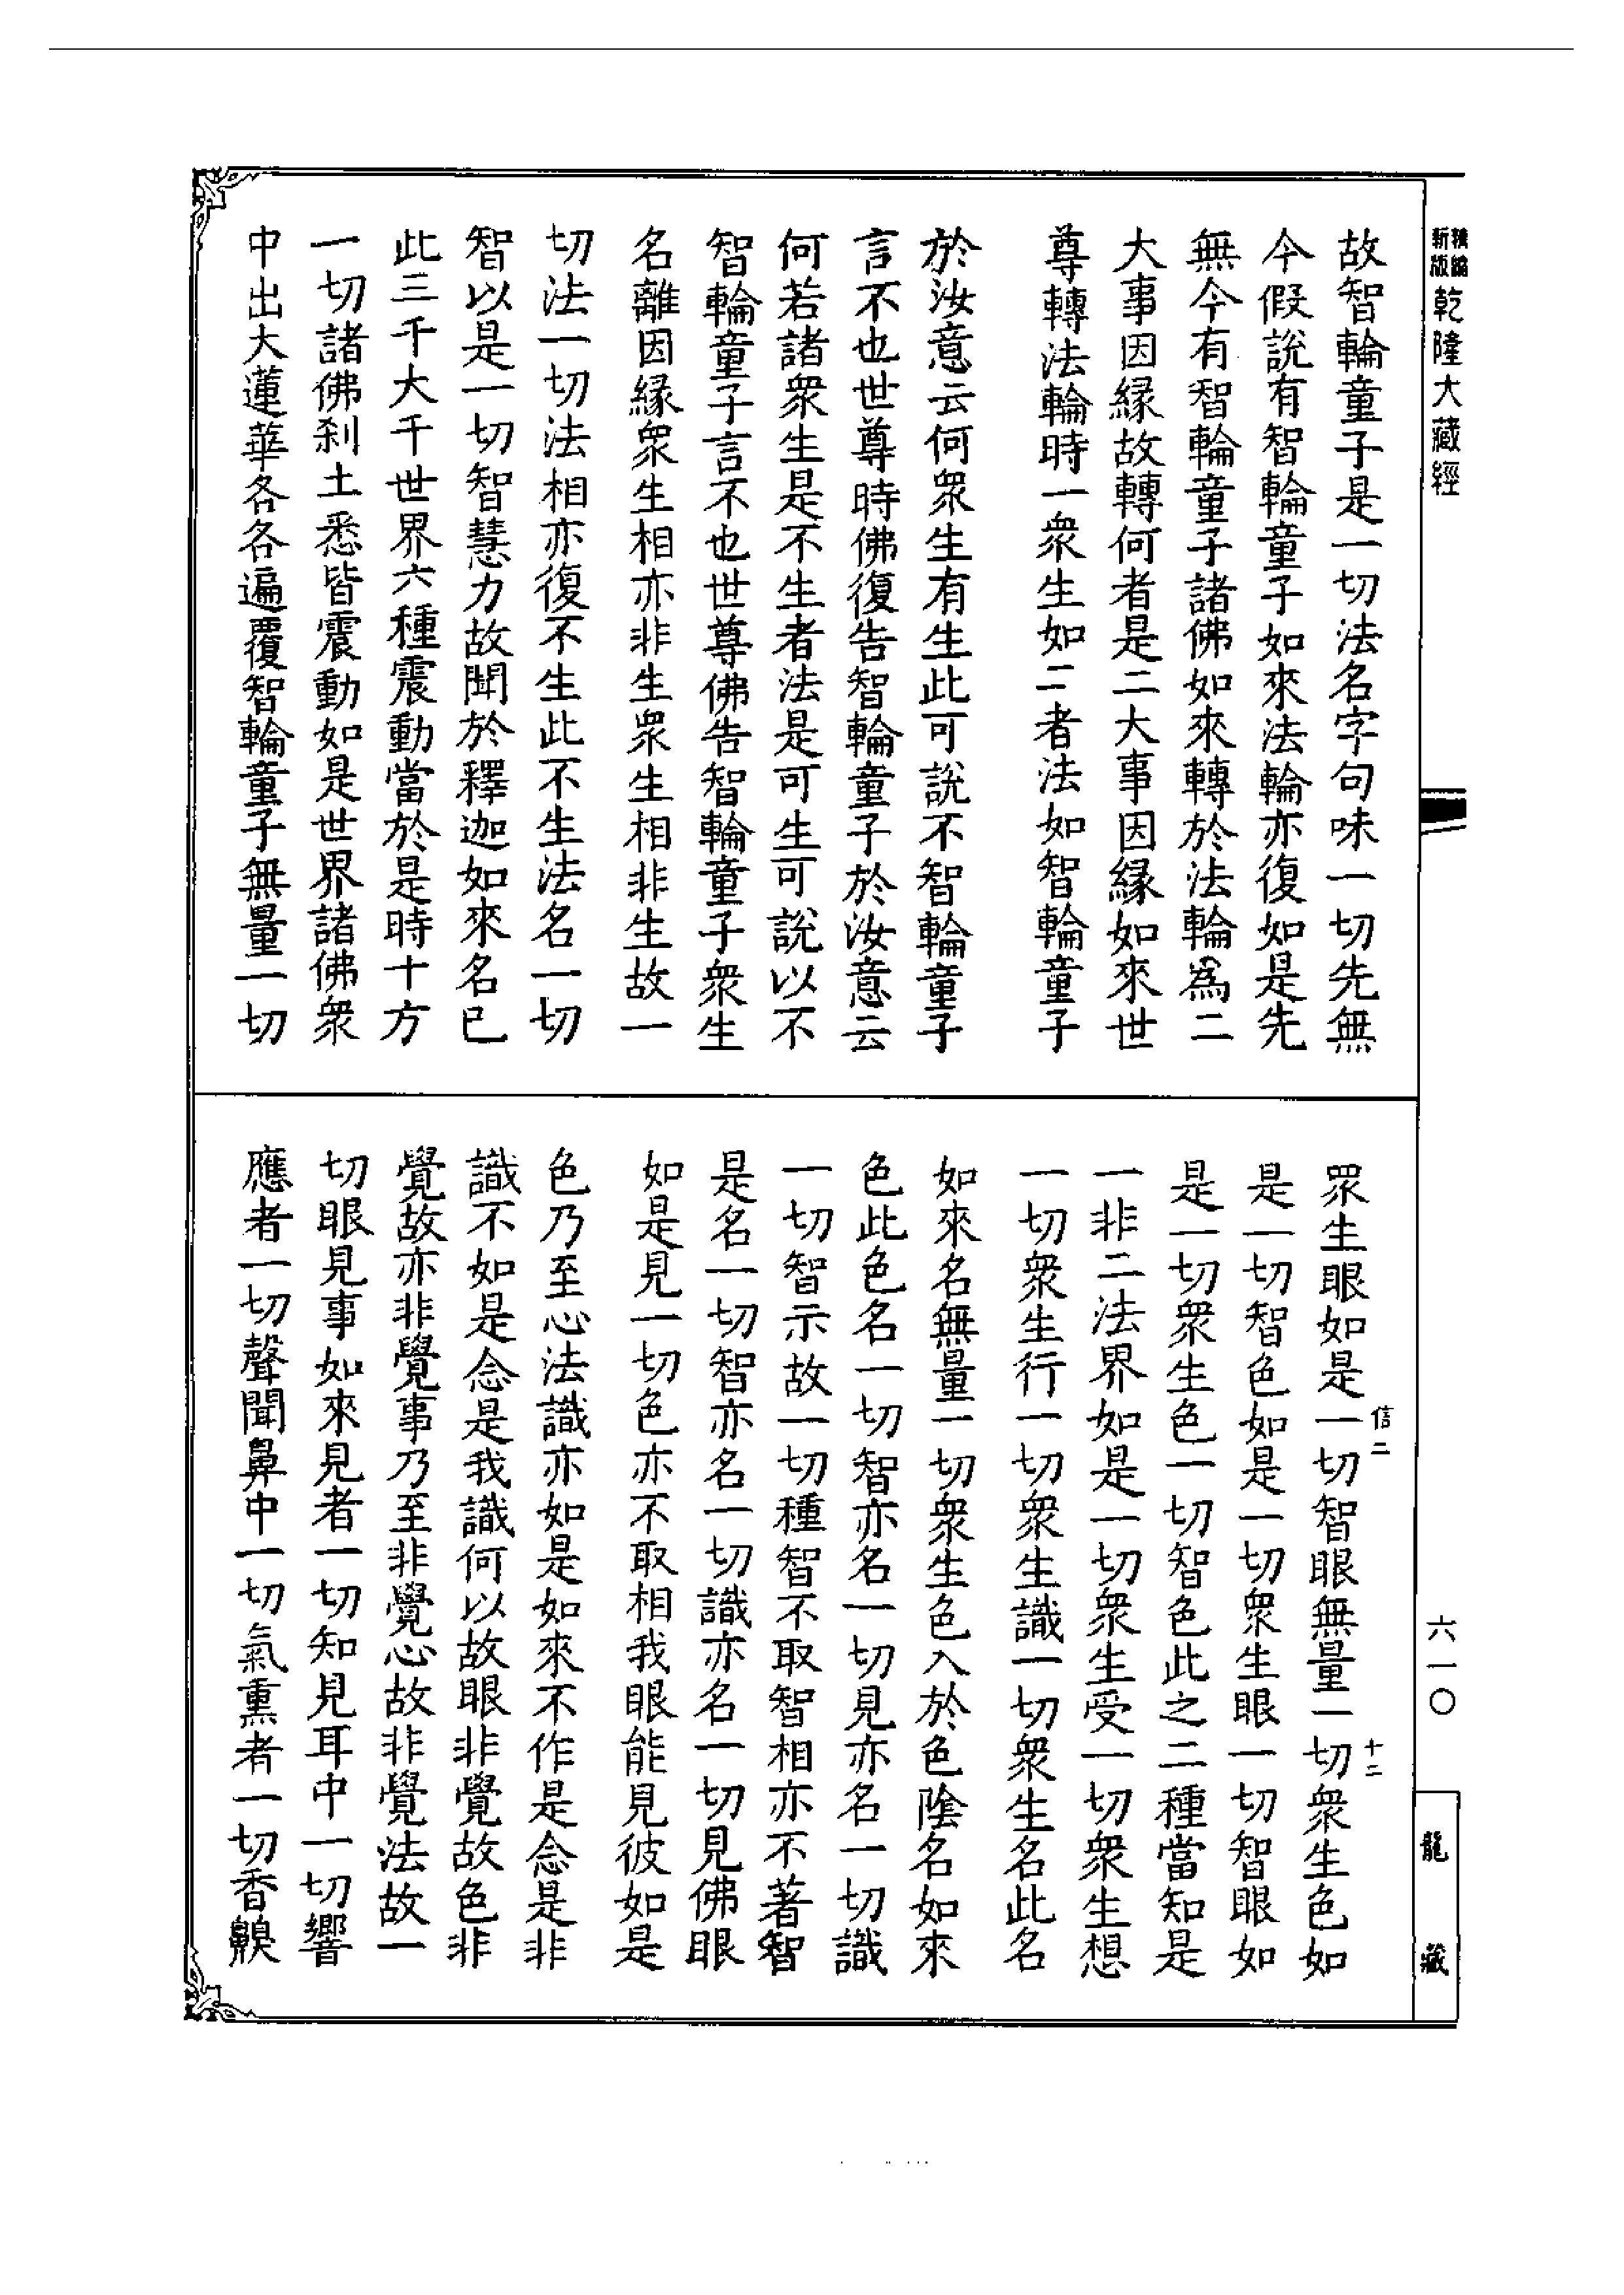 新版
精編
乾隆大藏經
故智輪童子是一切法名字句味一切先無
今假說有智輪童子如來法輪亦復如是先
無今有智輪童子諸佛如來轉於法輪為二
大事因緣故轉何者是二大事因緣如來世
尊轉法輪時一衆生如二者法如智輪童子
於汝意云何衆生有生此可說不智輪童子
言不也世尊時佛復告智輪童子於汝意云
何若諸衆生是不生者法是可生可說以不
智輪童子言不也世尊佛告智輪童子衆生
名離因緣衆生相亦非生衆生相非生故一
切法一切法相亦復不生此不生法名一切
智以是一切智慧力故聞於釋迦如來名已
此三千大千世界六種震動當於是時十方
一切諸佛刹土悉皆震動如是世界諸佛衆
中出大蓮華各各遍覆智輪童子無量一切
衆生眼如是一切智眼無量一切衆生色如
是一切智色如是一切衆生眼一切智眼如
是一切衆生色一切智色此之二種當知是
一非二法界如是一切衆生受一切衆生想
一切衆生行一切衆生識一切衆生名此名
如來名無量一切衆生色入於色陰名如來
色此色名一切智亦名一切見亦名一切識
一切智示故一切種智不取智相亦不著智
是名一切智亦名一切識亦名一切見佛眼
如是見一切色亦不取相我眼能見彼如是
色乃至心法識亦如是如來不作是念是非
識不如是念是我識何以故眼非覺故色非
覺故亦非覺事乃至非覺心故非覺法故一
切眼見事如來見者一切知見耳中一切響
應者一切聲聞鼻中一切氣熏者一切香齅
信二
十二
六一〇
龍藏